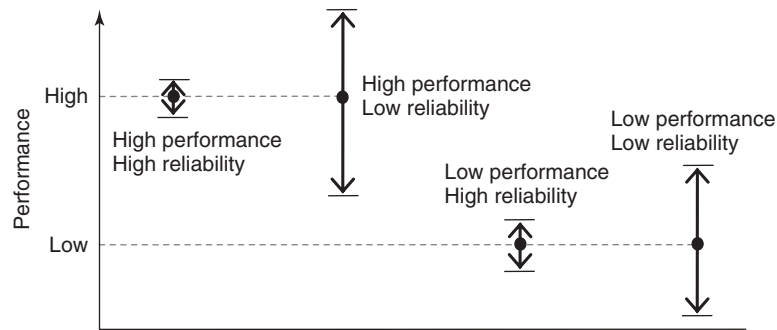 Performance
High
High performance
High reliability
High performance
Low reliability
Low performance
High reliability
Low performance
Low reliability
Low